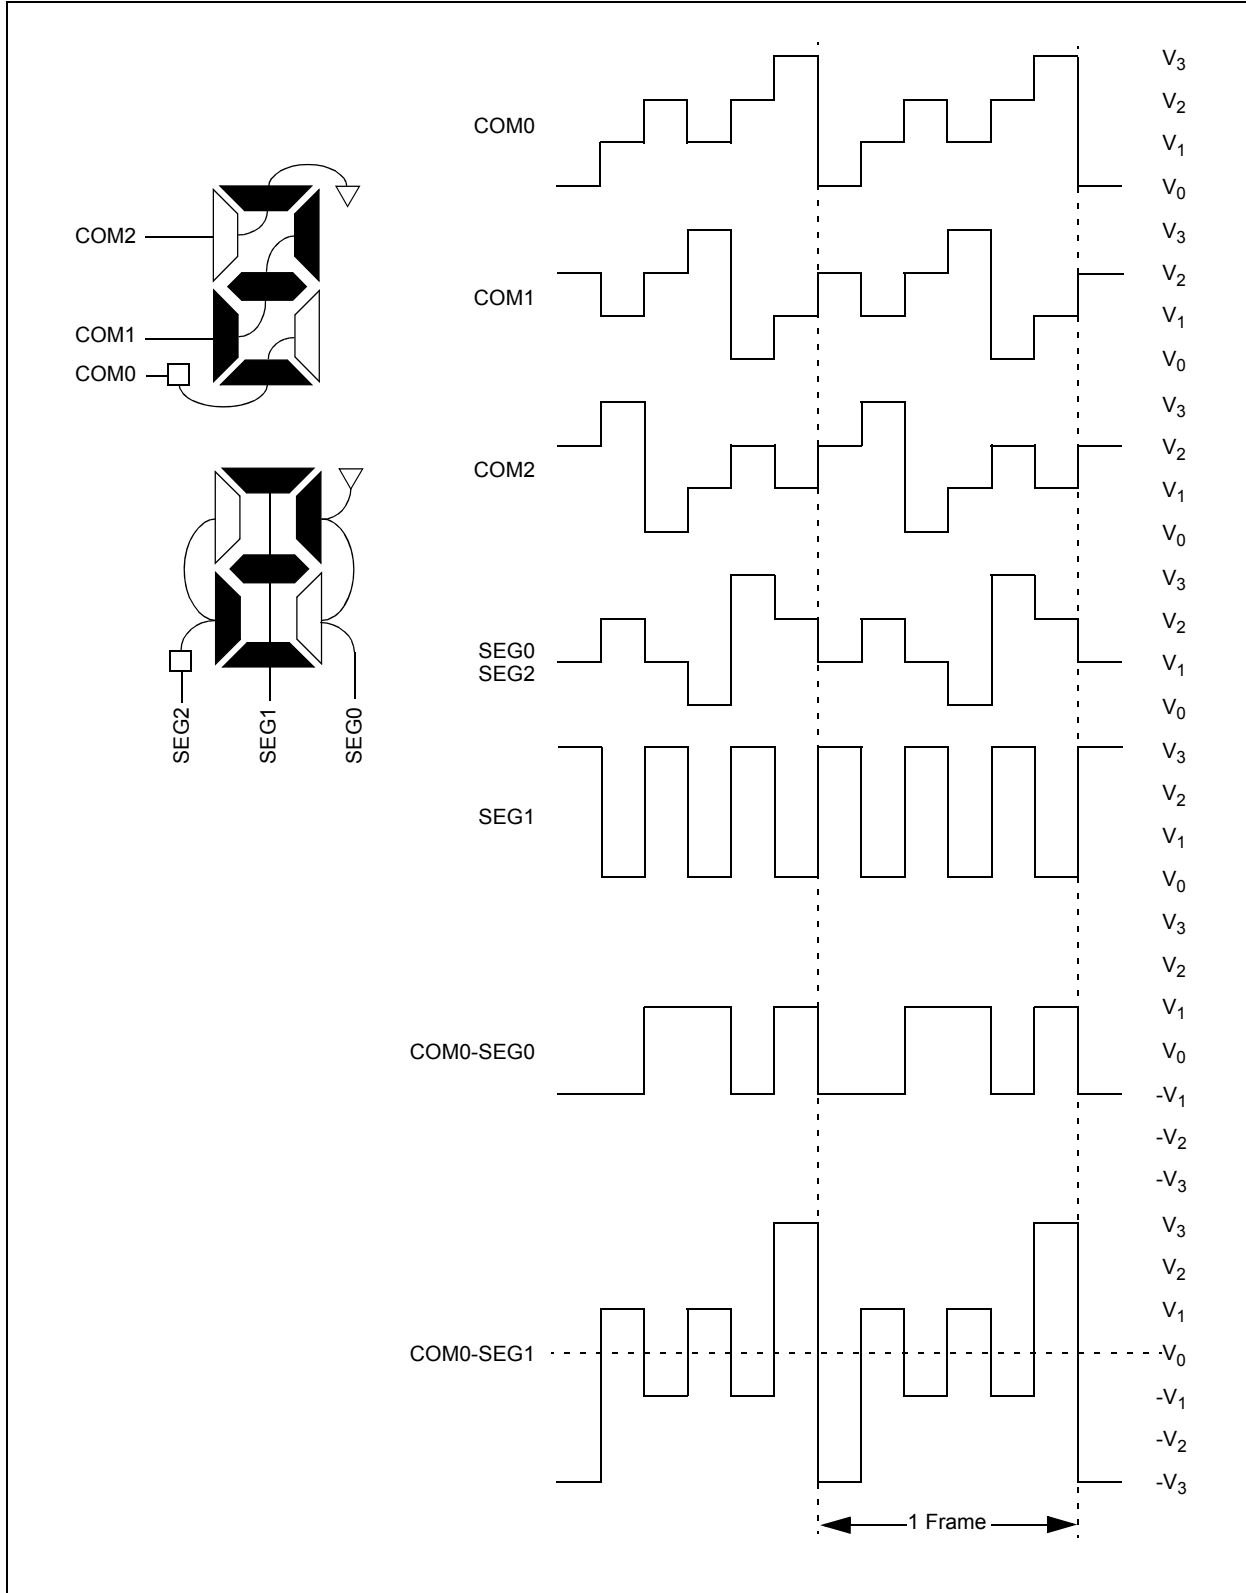 COM2
COM1
COM0
SEG2
SEG1
SEG0
COM0
V3
V2
V1
V0
COM1
V3
V2
V1
V0
COM2
V3
V2
V1
V0
SEG0
SEG2
V3
V2
V1
V0
SEG1
V3
V2
V1
V0
COM0-SEG0
V3
V2
V1
V0
-V1
-V2
-V3
COM0-SEG1
V3
V2
V1
V0
-V1
-V2
-V3
1 Frame